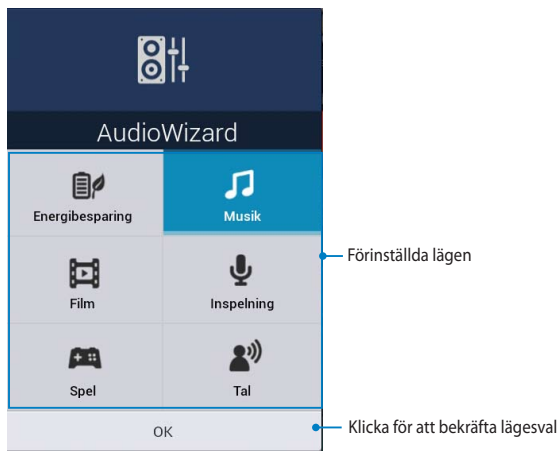 AudioWizard
Energibesparing
Musik
Förinställda lägen
Film
Inspelning
Spel
Tal
OK
Klicka för att bekräfta lägesval